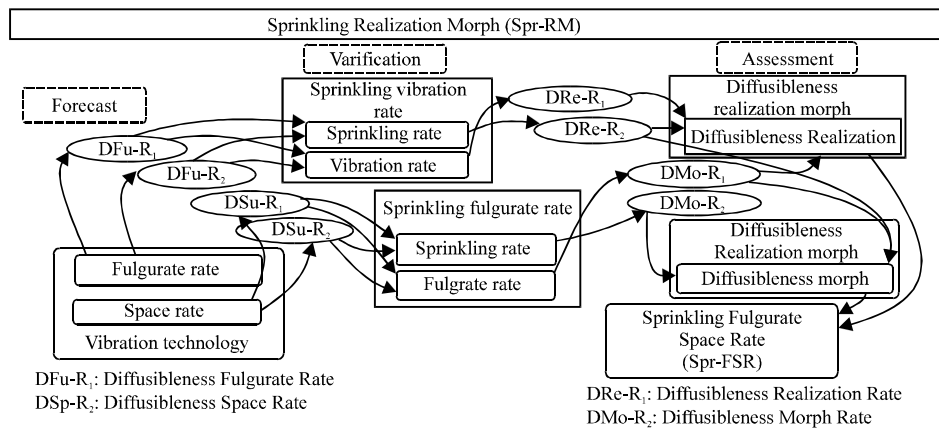 Sprinkling Realization Morph (Spr-RM)
Forecast
Varification
Assessment
DFu-R₁
DFu-R₂
DSu-R₁
DSu-R₂
Fulgurate rate
Space rate
Vibration technology
Sprinkling vibration
rate
Sprinkling rate
Vibration rate
Sprinkling fulgurate rate
Sprinkling rate
Fulgrate rate
DRe-R₁
DRe-R₂
DMo-R₁
DMo-R₂
Diffusibleness
realization morph
Diffusibleness Realization
Diffusibleness
Realization morph
Diffusibleness morph
Sprinkling Fulgurate
Space Rate
(Spr-FSR)
DFu-R₁: Diffusibleness Fulgurate Rate
DSp-R₂: Diffusibleness Space Rate
DRe-R₁: Diffusibleness Realization Rate
DMo-R₂: Diffusibleness Morph Rate